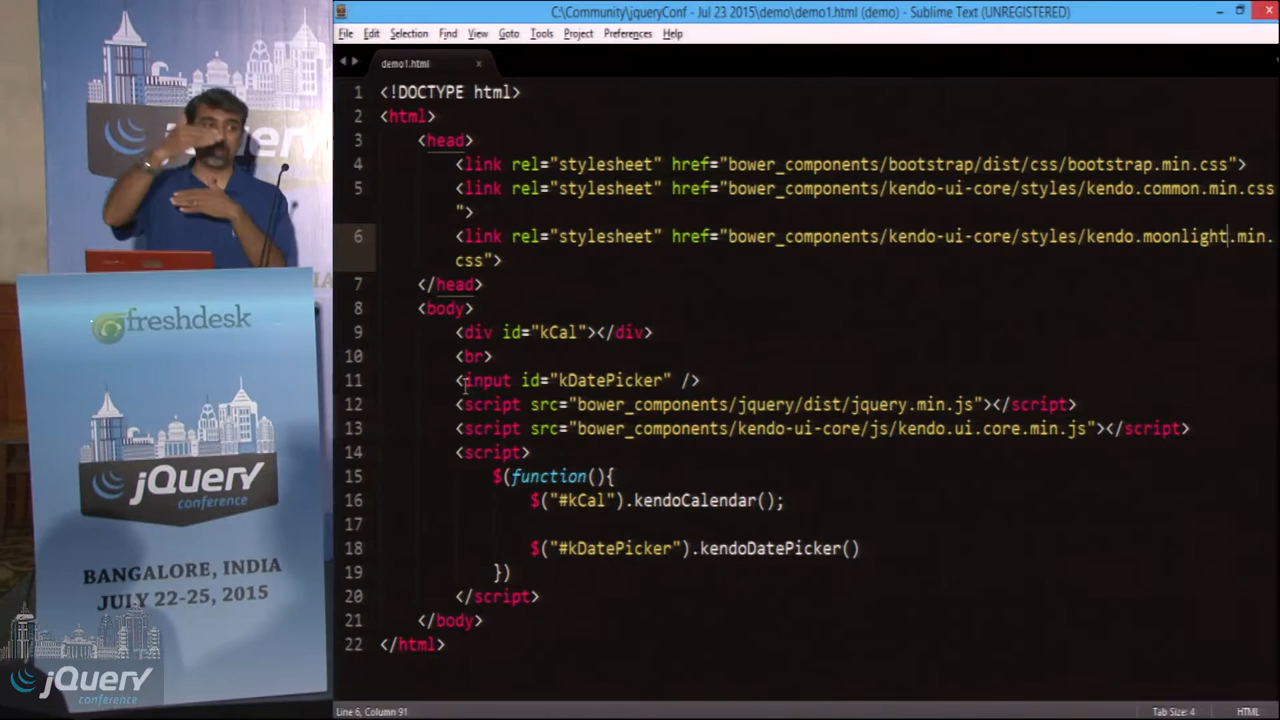 C:\Community\jqueryConf - Jul 23 2015\demo\demo1.html (demo) - Sublime Text (UNREGISTERED)
File Edit Selection Find View Goto Tools Project Preferences Help
demo1.html
1 <!DOCTYPE html>
2 <html>
3 <head>
4 <link rel="stylesheet" href="bower_components/bootstrap/dist/css/bootstrap.min.css">
5 <link rel="stylesheet" href="bower_components/kendo-ui-core/styles/kendo.common.min.css
">
6 <link rel="stylesheet" href="bower_components/kendo-ui-core/styles/kendo.moonlight.min.
css">
7 </head>
8 <body>
9 <div id="kCal"></div>
10 <br>
11 <input id="kDatePicker" />
12 <script src="bower_components/jquery/dist/jquery.min.js"></script>
13 <script src="bower_components/kendo-ui-core/js/kendo.ui.core.min.js"></script>
14 <script>
15 $(function(){
16 $("#kCal").kendoCalendar();
17
18 $("#kDatePicker").kendoDatePicker()
19 })
20 </script>
21 </body>
22 </html>
Line 6, Column 91
Tab Size: 4
HTML
jQuery
freshdesk
jQuery
conference
BANGALORE, INDIA
JULY 22-25, 2015
jQuery
conference